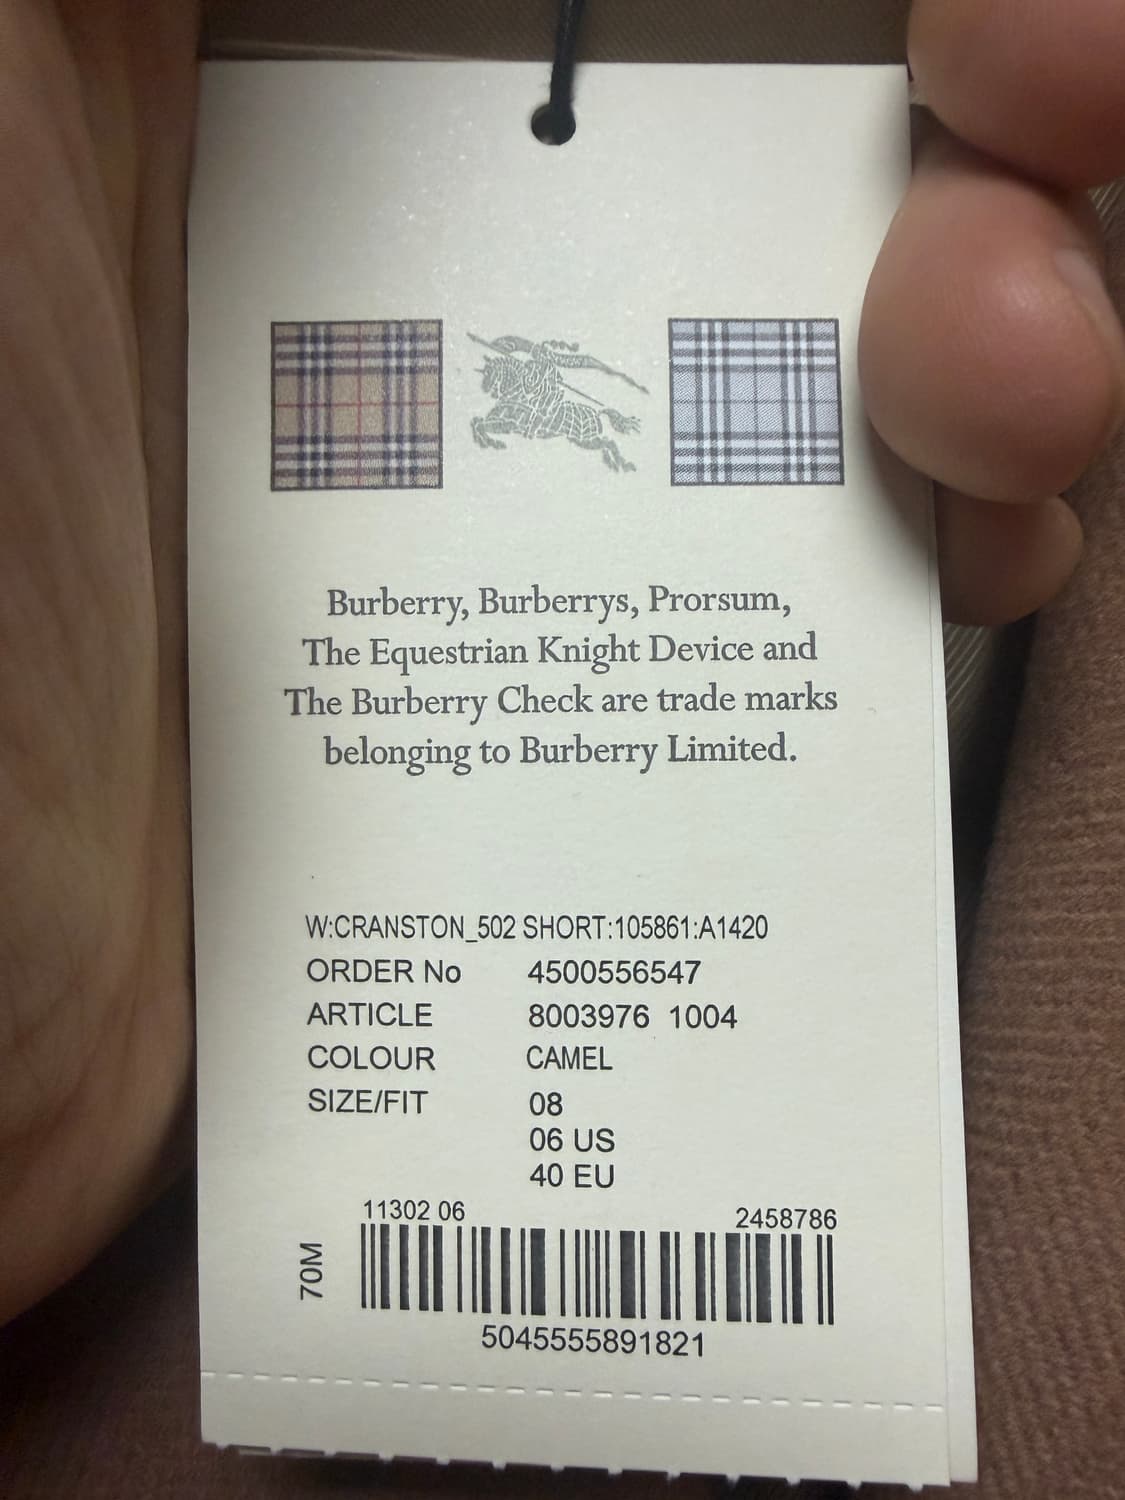 Burberry, Burberrys, Prorsum,
The Equestrian Knight Device and
The Burberry Check are trade marks
belonging to Burberry Limited.
W:CRANSTON_502 SHORT:105861:A1420
ORDER No 4500556547
ARTICLE 8003976 1004
COLOUR CAMEL
SIZE/FIT 08
06 US
40 EU
11302 06 2458786
70M
5045555891821